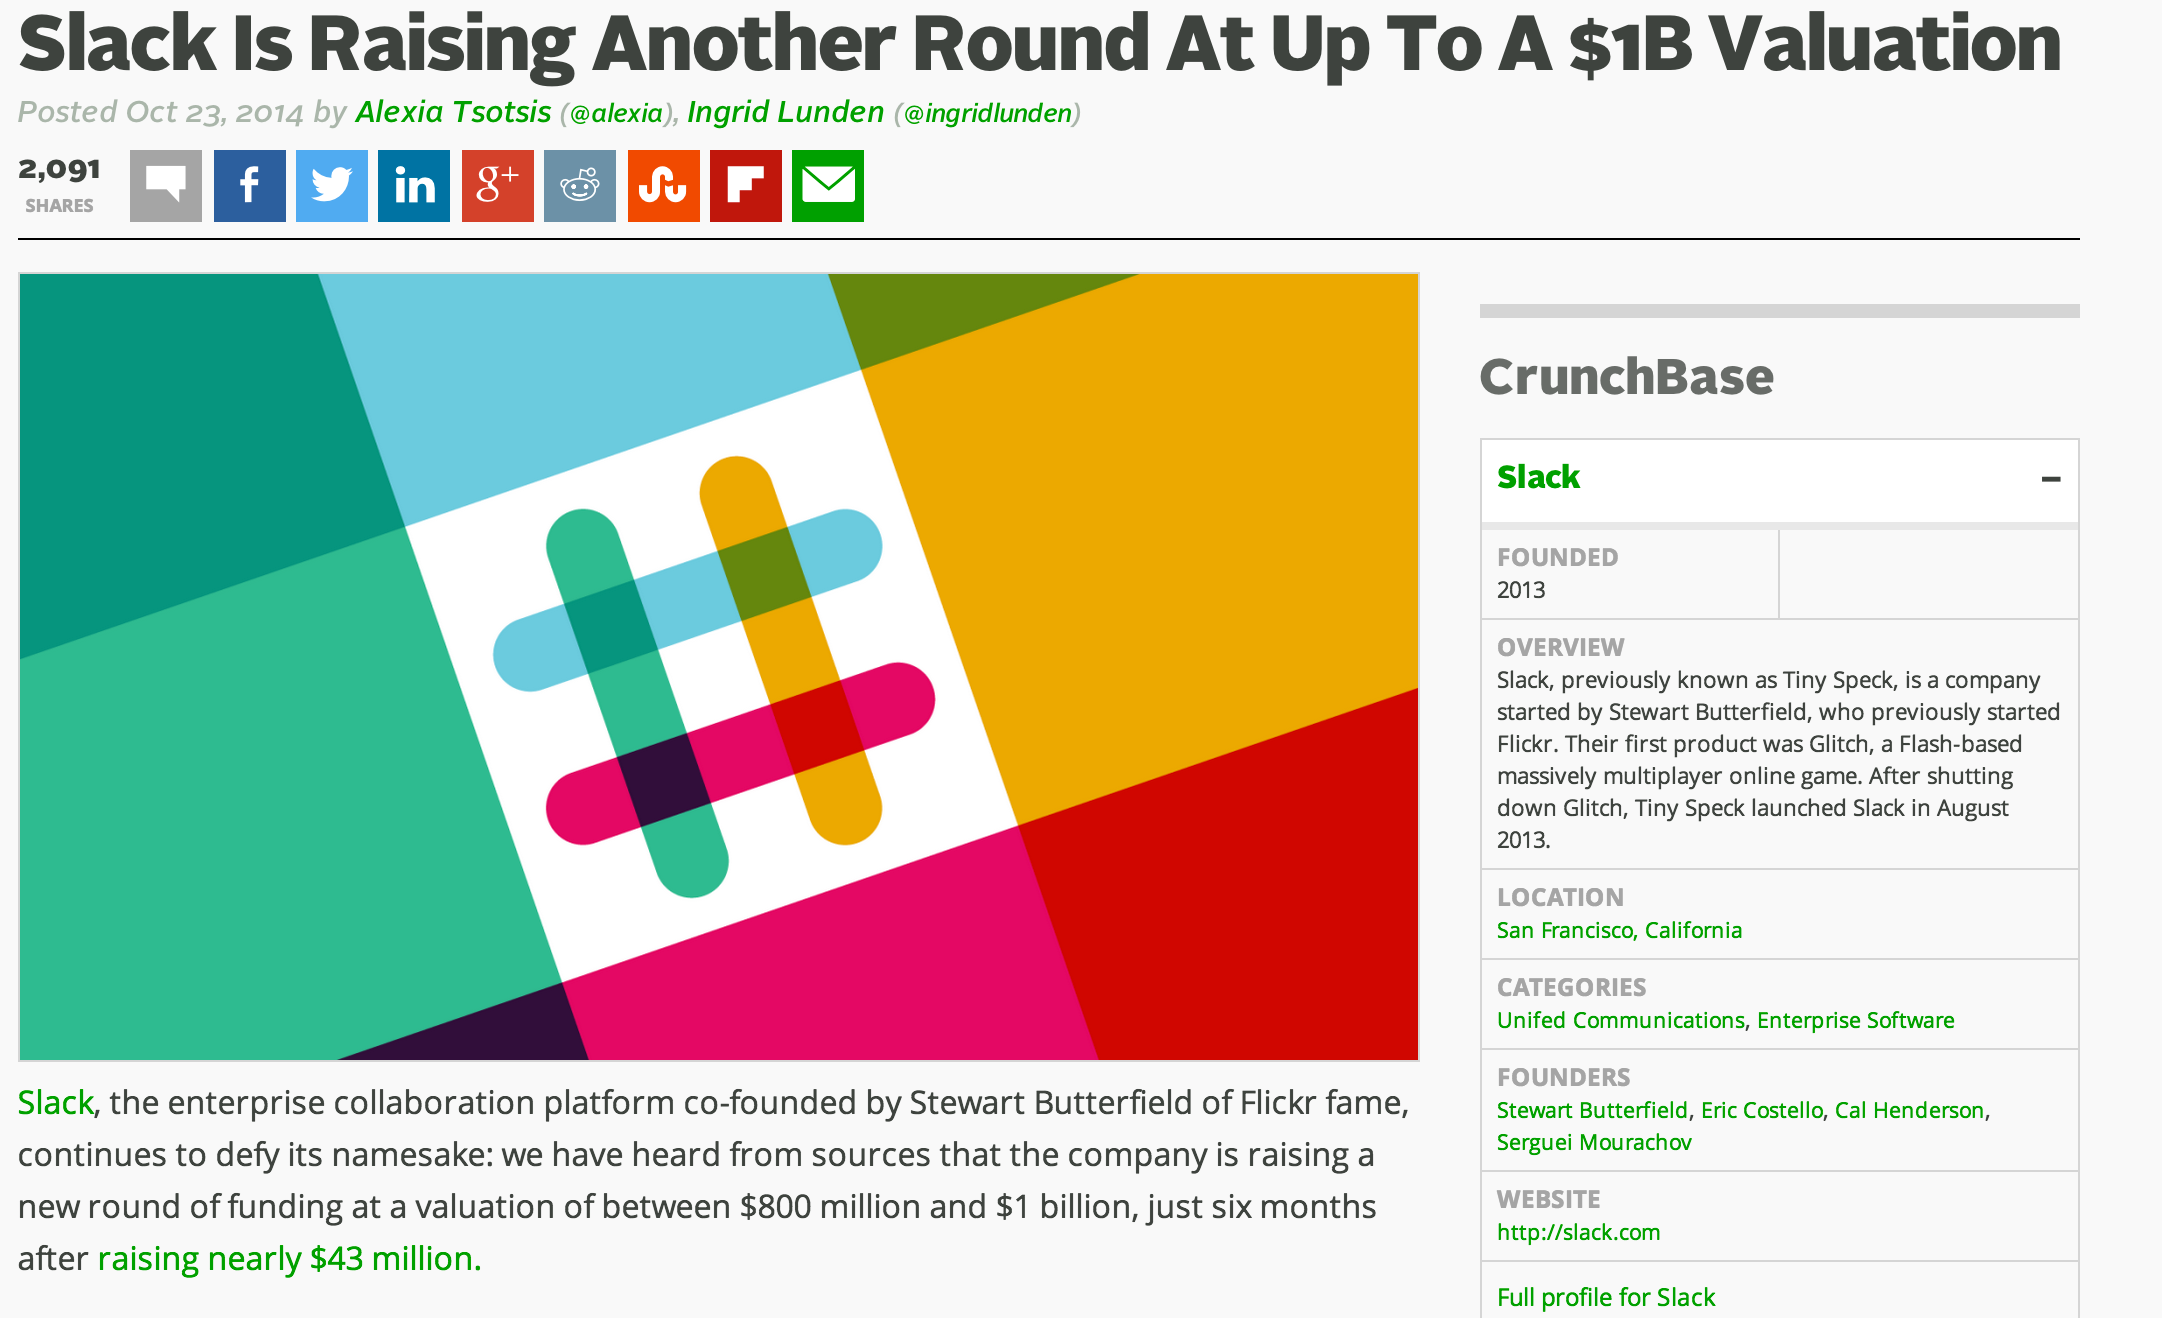 Slack Is Raising Another Round At Up To A $1B Valuation
Posted Oct 23, 2014 by Alexia Tsotsis (@alexia), Ingrid Lunden (@ingridlunden)
2,091
SHARES
f
in
g+
CrunchBase
Slack
FOUNDED
2013
OVERVIEW
Slack, previously known as Tiny Speck, is a company
started by Stewart Butterfield, who previously started
Flickr. Their first product was Glitch, a Flash-based
massively multiplayer online game. After shutting
down Glitch, Tiny Speck launched Slack in August
2013.
LOCATION
San Francisco, California
CATEGORIES
Unifed Communications, Enterprise Software
FOUNDERS
Stewart Butterfield, Eric Costello, Cal Henderson,
Serguei Mourachov
WEBSITE
http://slack.com
Full profile for Slack
Slack, the enterprise collaboration platform co-founded by Stewart Butterfield of Flickr fame,
continues to defy its namesake: we have heard from sources that the company is raising a
new round of funding at a valuation of between $800 million and $1 billion, just six months
after raising nearly $43 million.